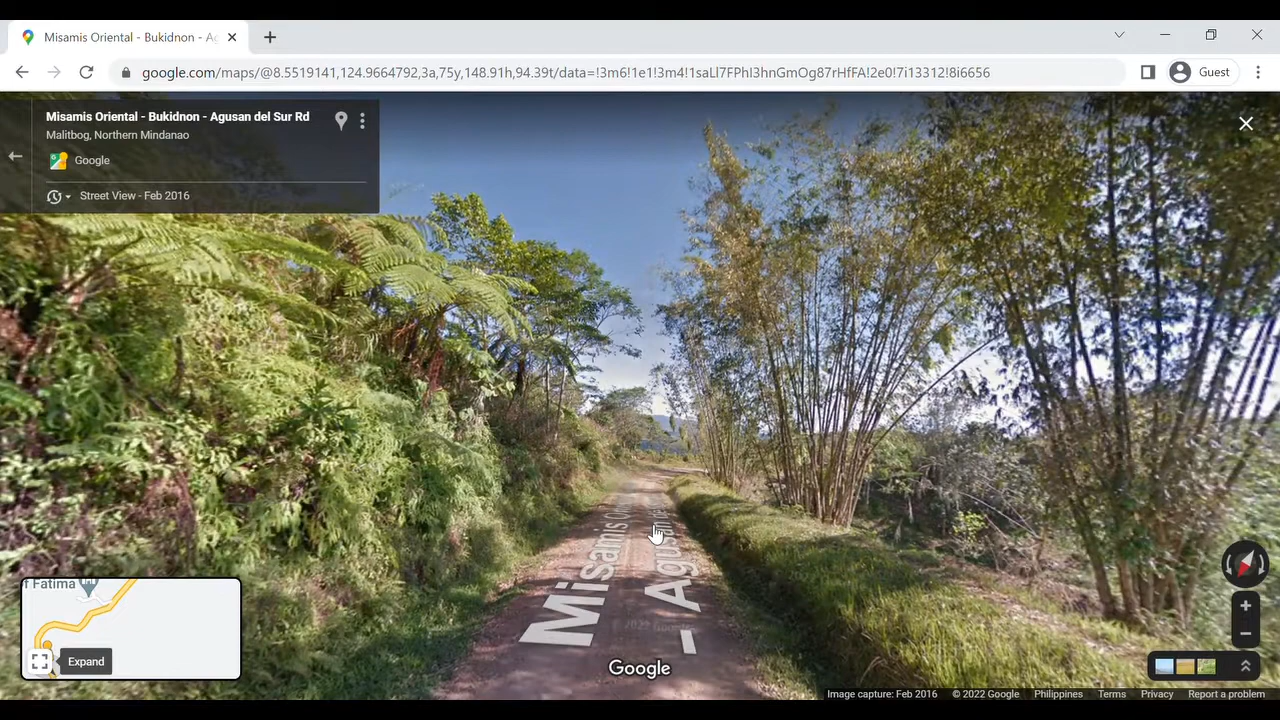 Misamis Oriental - Bukidnon - Ag
google.com/maps/@8.5519141,124.9664792,3a,75y,149.91h,94.39t/data=!3m6!1e1!3m4!1saLl7FPhI3hnGmOg87rHfFA!2e0!7i13312!8i6656
Guest
Misamis Oriental - Bukidnon - Agusan del Sur Rd
Malitbog, Northern Mindanao
Google
Street View - Feb 2016
Misamis
- Agusan
f Fatima
Expand
Google
Image capture: Feb 2016 © 2022 Google Philippines Terms Privacy Report a problem